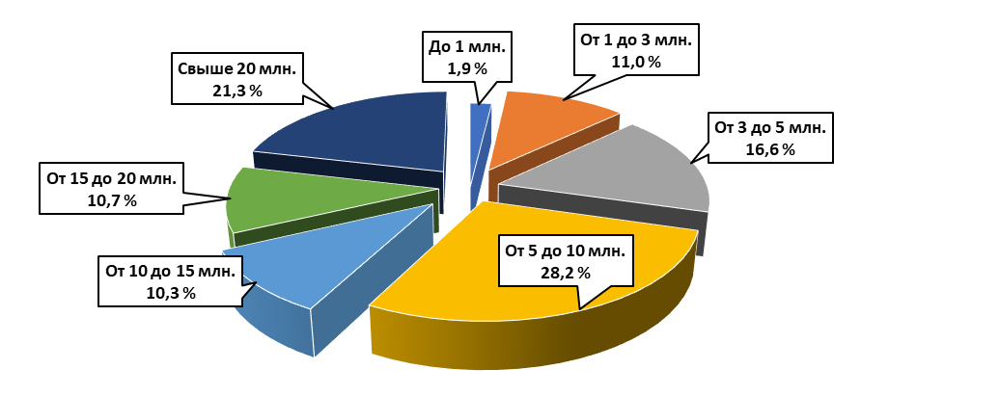 До 1 млн.
1,9 %
От 1 до 3 млн.
11,0 %
От 3 до 5 млн.
16,6 %
От 5 до 10 млн.
28,2 %
От 10 до 15 млн.
10,3 %
От 15 до 20 млн.
10,7 %
Свыше 20 млн.
21,3 %